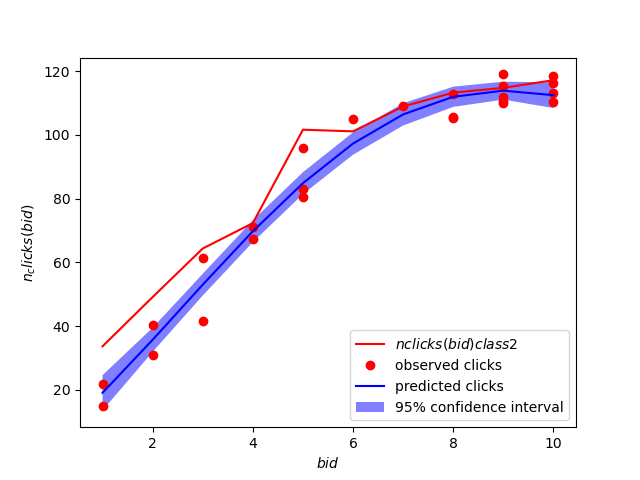 120
100
80
60
40
20
n_clicks(bid)
nclicks(bid)class2
observed clicks
predicted clicks
95% confidence interval
2
4
6
8
10
bid